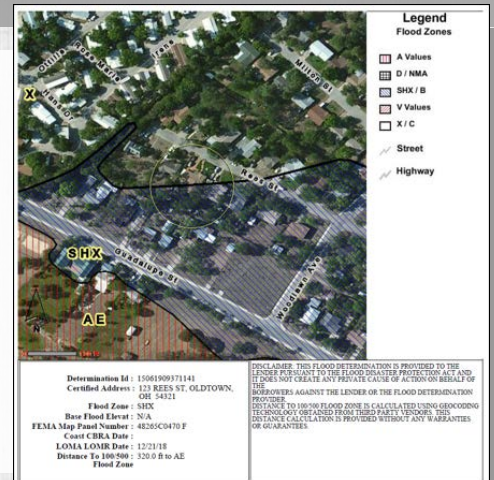 Legend
Flood Zones
A Values
D / NMA
SHX / B
V Values
X / C
Street
Highway
Ottilie
Rose Marie
Irene
Hans Dr
Milton St
X
Rees St
SHX
Guadalupe St
Woodlawn Ave
AE
N
Determination Id : 15061909371141
Certified Address : 123 REES ST, OLDTOWN,
OH 54321
Flood Zone : SHX
Base Flood Elevat : N/A
FEMA Map Panel Number : 48265C0470 F
Coast CBRA Date :
LOMA LOMR Date : 12/21/18
Distance To 100/500 : 320.0 ft to AE
Flood Zone
DISCLAIMER: THIS FLOOD DETERMINATION IS PROVIDED TO THE
LENDER PURSUANT TO THE FLOOD DISASTER PROTECTION ACT AND
IT DOES NOT CREATE ANY PRIVATE CAUSE OF ACTION ON BEHALF OF
THE
BORROWERS AGAINST THE LENDER OR THE FLOOD DETERMINATION
PROVIDER.
DISTANCE TO 100/500 FLOOD ZONE IS CALCULATED USING GEOCODING
TECHNOLOGY OBTAINED FROM THIRD PARTY VENDORS. THIS
DISTANCE CALCULATION IS PROVIDED WITHOUT ANY WARRANTIES
OR GUARANTEES.